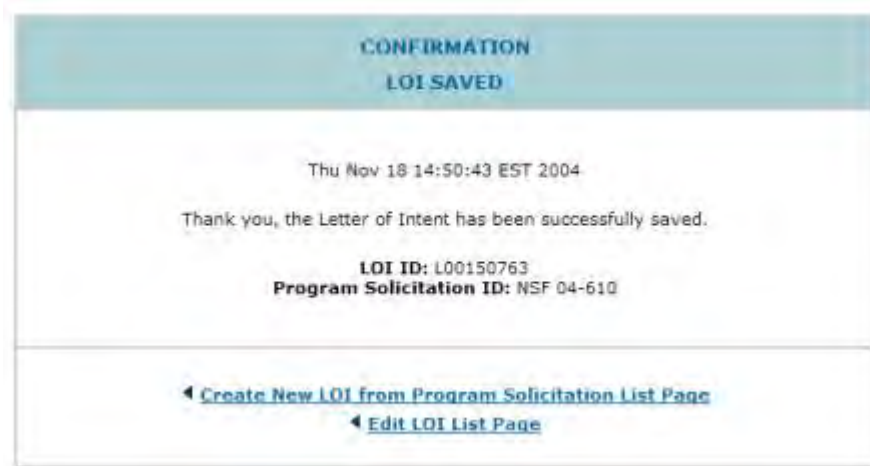 CONFIRMATION
LOI SAVED
Thu Nov 18 14:50:43 EST 2004
Thank you, the Letter of Intent has been successfully saved.
LOI ID: L00150763
Program Solicitation ID: NSF 04-610
Create New LOI from Program Solicitation List Page
Edit LOI List Page